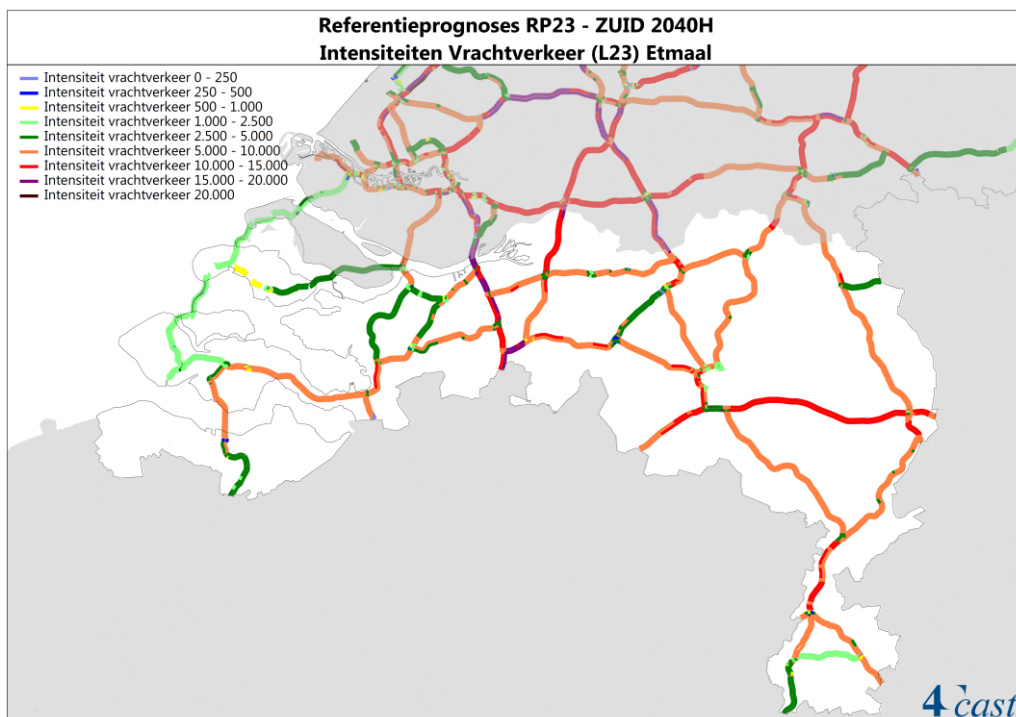 Referentieprognoses RP23 - ZUID 2040H
Intensiteiten Vrachtverkeer (L23) Etmaal
Intensiteit vrachtverkeer 0 - 250
Intensiteit vrachtverkeer 250 - 500
Intensiteit vrachtverkeer 500 - 1.000
Intensiteit vrachtverkeer 1.000 - 2.500
Intensiteit vrachtverkeer 2.500 - 5.000
Intensiteit vrachtverkeer 5.000 - 10.000
Intensiteit vrachtverkeer 10.000 - 15.000
Intensiteit vrachtverkeer 15.000 - 20.000
Intensiteit vrachtverkeer 20.000
4cast